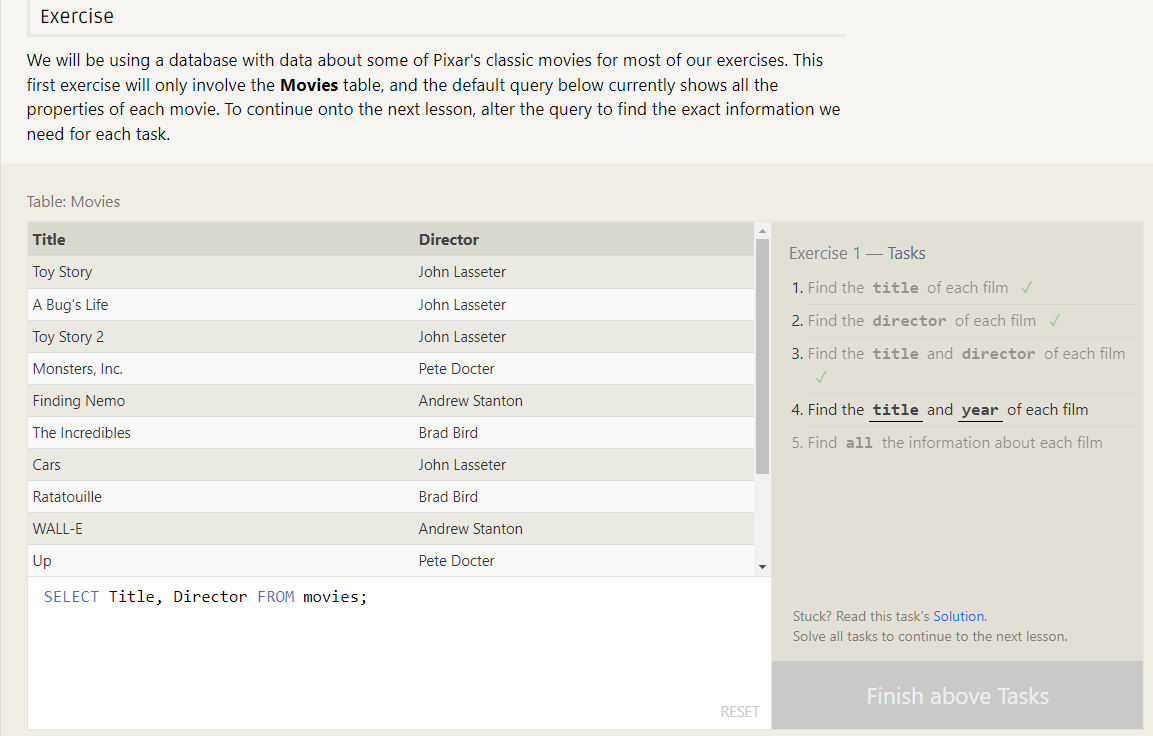 Exercise
We will be using a database with data about some of Pixar's classic movies for most of our exercises. This
first exercise will only involve the Movies table, and the default query below currently shows all the
properties of each movie. To continue onto the next lesson, alter the query to find the exact information we
need for each task.
Table: Movies
Title Director
Toy Story John Lasseter
A Bug's Life John Lasseter
Toy Story 2 John Lasseter
Monsters, Inc. Pete Docter
Finding Nemo Andrew Stanton
The Incredibles Brad Bird
Cars John Lasseter
Ratatouille Brad Bird
WALL-E Andrew Stanton
Up Pete Docter
SELECT Title, Director FROM movies;
RESET
Exercise 1 — Tasks
1. Find the title of each film ✓
2. Find the director of each film ✓
3. Find the title and director of each film
✓
4. Find the title and year of each film
5. Find all the information about each film
Stuck? Read this task's Solution.
Solve all tasks to continue to the next lesson.
Finish above Tasks